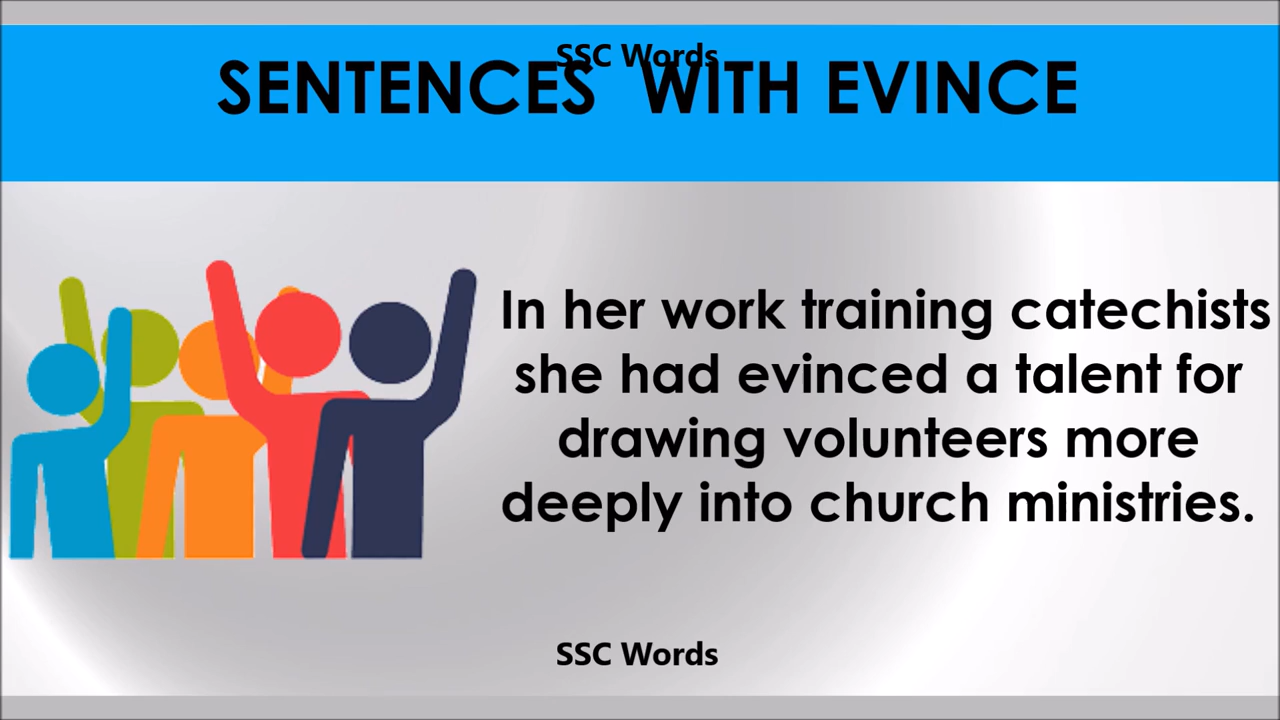 SSC Words
SENTENCES WITH EVINCE
In her work training catechists
she had evinced a talent for
drawing volunteers more
deeply into church ministries.
SSC Words